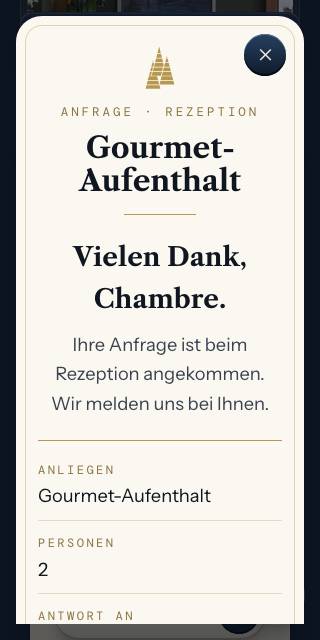 ANFRAGE · REZEPTION
Gourmet-
Aufenthalt
Vielen Dank,
Chambre.
Ihre Anfrage ist beim
Rezeption angekommen.
Wir melden uns bei Ihnen.
ANLIEGEN
Gourmet-Aufenthalt
PERSONEN
2
ANTWORT AN